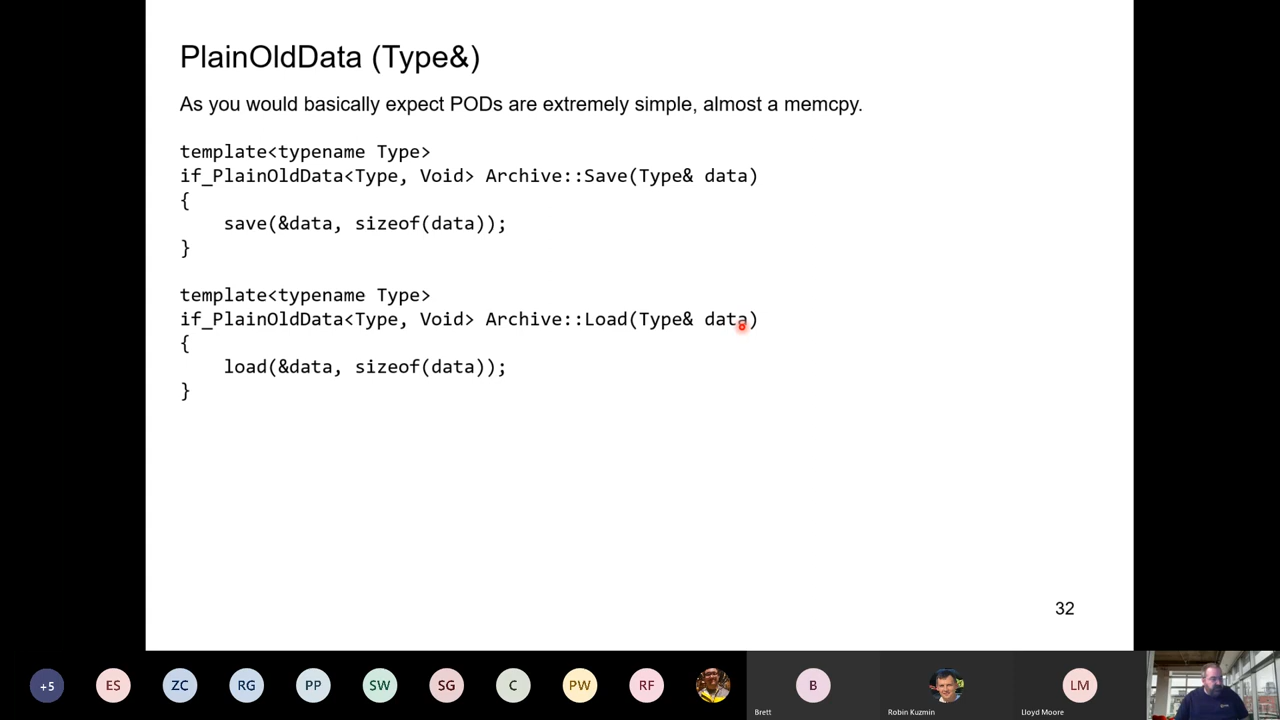 PlainOldData (Type&)
As you would basically expect PODs are extremely simple, almost a memcpy.
template<typename Type>
if_PlainOldData<Type, Void> Archive::Save(Type& data)
{
    save(&data, sizeof(data));
}
template<typename Type>
if_PlainOldData<Type, Void> Archive::Load(Type& data)
{
    load(&data, sizeof(data));
}
32
+5 ES ZC RG PP SW SG C PW RF B LM
Brett Robin Kuzmin Lloyd Moore